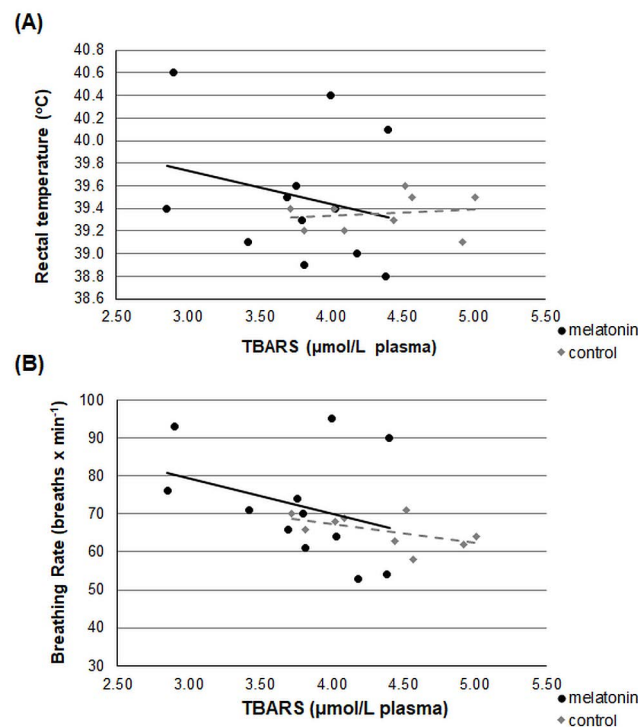 (A)
40.8
40.6
40.4
40.2
40.0
39.8
39.6
39.4
39.2
39.0
38.8
38.6
Rectal temperature (°C)
2.50 3.00 3.50 4.00 4.50 5.00 5.50
TBARS (µmol/L plasma)
melatonin
control
(B)
100
90
80
70
60
50
40
30
Breathing Rate (breaths x min-1)
2.50 3.00 3.50 4.00 4.50 5.00 5.50
TBARS (µmol/L plasma)
melatonin
control